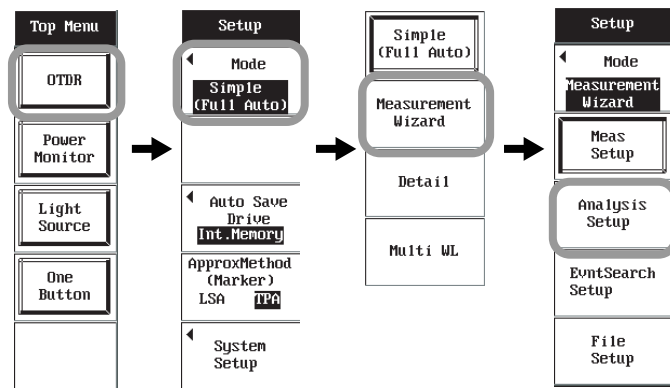 Top Menu
OTDR
Power
Monitor
Light
Source
One
Button
Setup
Mode
Simple
(Full Auto)
Auto Save
Drive
Int.Memory
ApproxMethod
(Marker)
LSA TPA
System
Setup
Simple
(Full Auto)
Measurement
Wizard
Detail
Multi WL
Setup
Mode
Measurement
Wizard
Meas
Setup
Analysis
Setup
EvntSearch
Setup
File
Setup